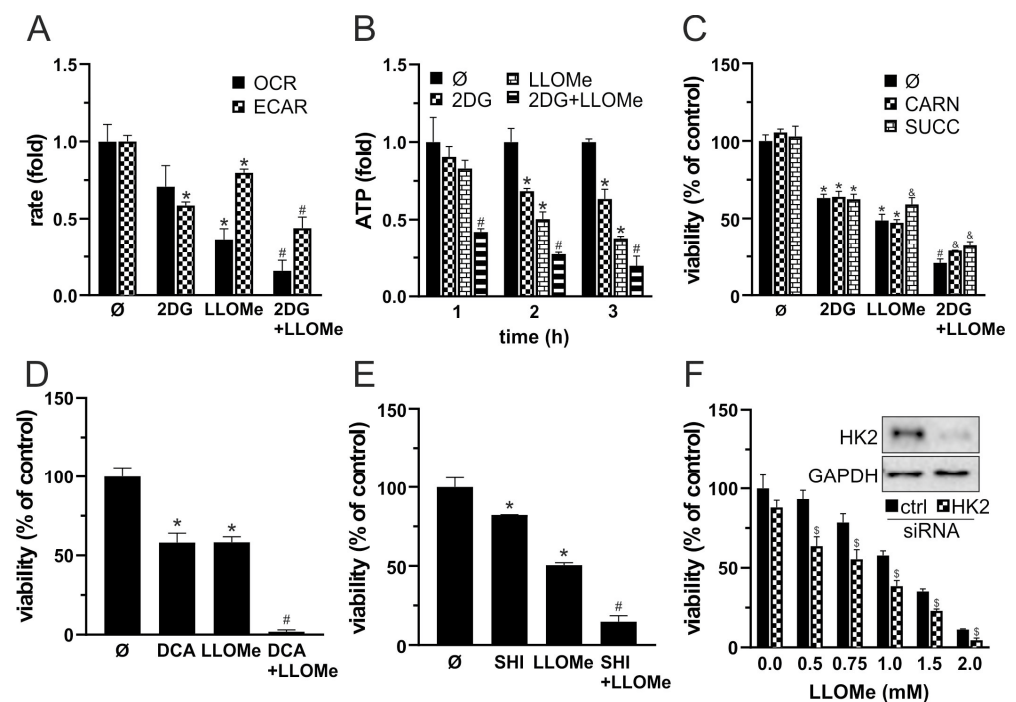 A
rate (fold)
1.5
1.0
0.5
0.0
OCR
ECAR
*
*
*
#
#
Ø 2DG LLOMe 2DG
+LLOMe
B
ATP (fold)
1.5
1.0
0.5
0.0
Ø LLOMe
2DG 2DG+LLOMe
#
*
*
#
*
*
#
1 2 3
time (h)
C
viability (% of control)
150
100
50
0
Ø
CARN
SUCC
* * *
* * &
# & &
Ø 2DG LLOMe 2DG
+LLOMe
D
viability (% of control)
150
100
50
0
* * #
Ø DCA LLOMe DCA
+LLOMe
E
viability (% of control)
150
100
50
0
* * #
Ø SHI LLOMe SHI
+LLOMe
F
viability (% of control)
150
100
50
0
HK2
GAPDH
ctrl HK2
siRNA
$ $ $ $ $
0.0 0.5 0.75 1.0 1.5 2.0
LLOMe (mM)